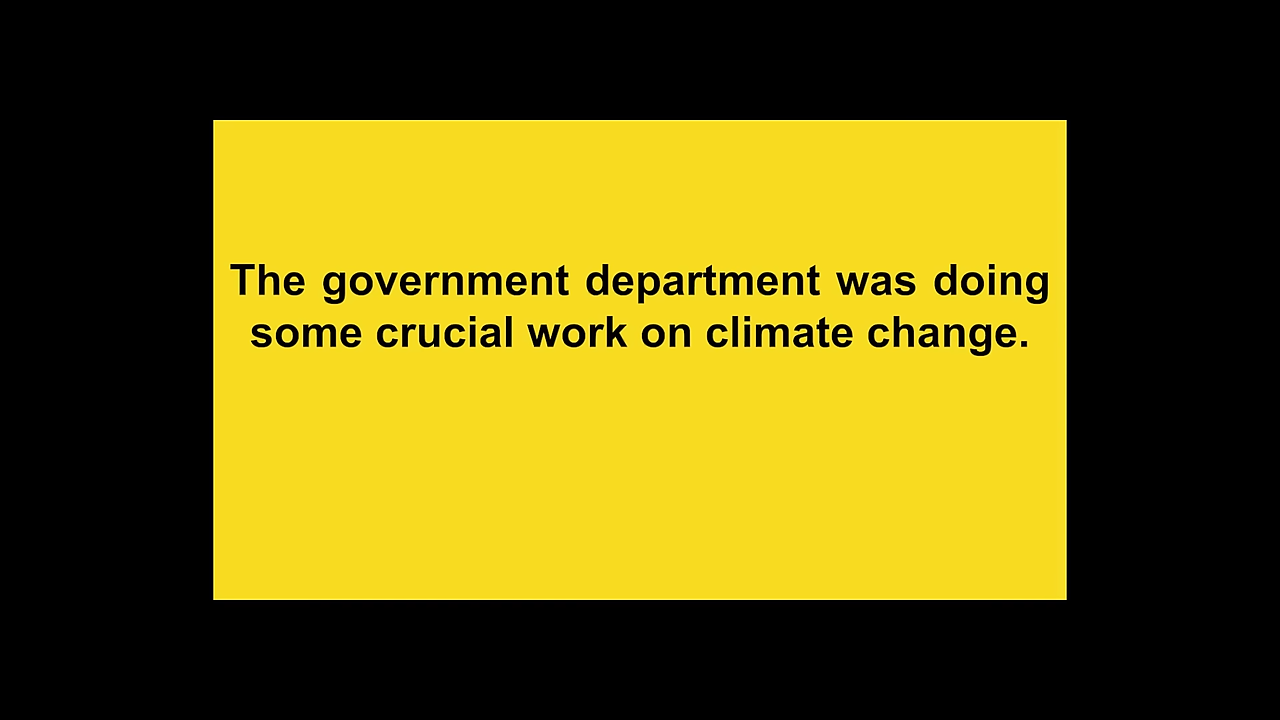 The government department was doing
some crucial work on climate change.